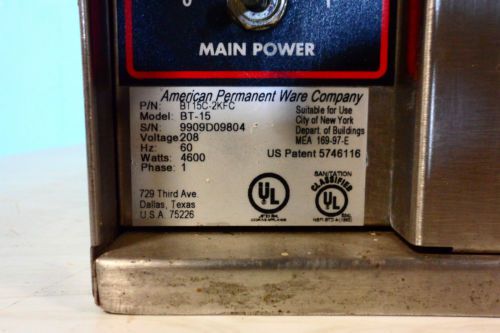 0 1
MAIN POWER
American Permanent Ware Company
P/N: BT15C-2KFC
Model: BT-15
S/N: 9909D09804
Voltage: 208
Hz: 60
Watts: 4600
Phase: 1
Suitable for Use
City of New York
Depart. of Buildings
MEA 169-97-E
US Patent 5746116
729 Third Ave.
Dallas, Texas
U.S.A. 75226
UL
SANITATION
CLASSIFIED
UL